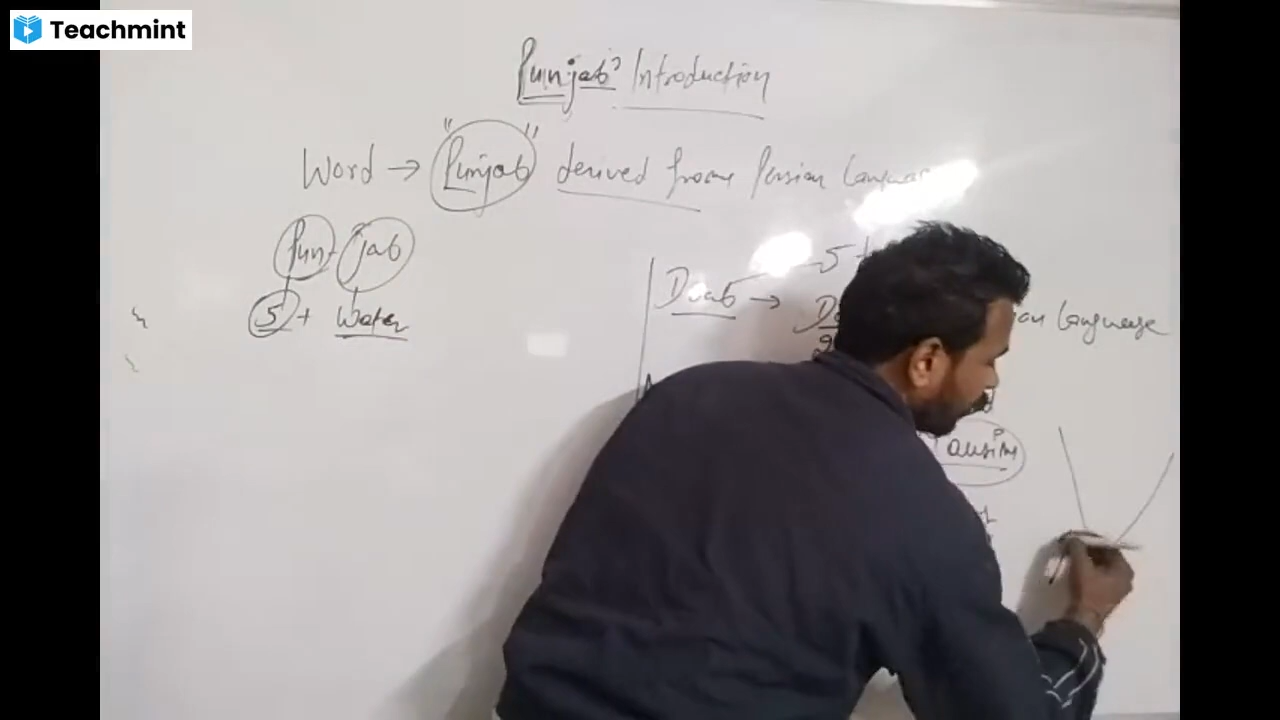 Teachmint
Punjab's Introduction
Word → "Punjab" derived from Persian Language
Pun + jab
5 + Water
Doab → 5 +
Language